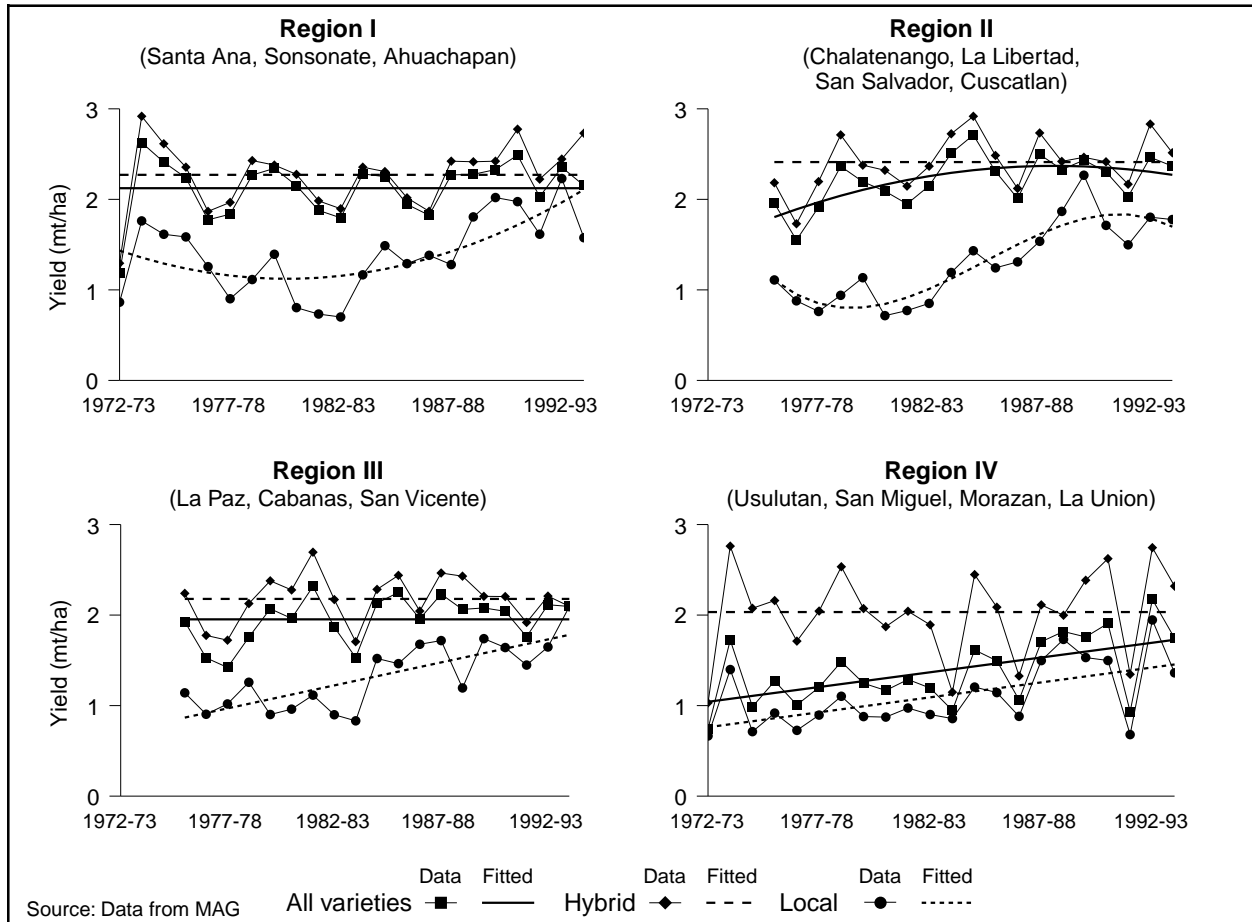 Region I
(Santa Ana, Sonsonate, Ahuachapan)
Yield (mt/ha)
3
2
1
0
1972-73 1977-78 1982-83 1987-88 1992-93
Region II
(Chalatenango, La Libertad,
San Salvador, Cuscatlan)
3
2
1
0
1972-73 1977-78 1982-83 1987-88 1992-93
Region III
(La Paz, Cabanas, San Vicente)
Yield (mt/ha)
3
2
1
0
1972-73 1977-78 1982-83 1987-88 1992-93
Region IV
(Usulutan, San Miguel, Morazan, La Union)
3
2
1
0
1972-73 1977-78 1982-83 1987-88 1992-93
Data Fitted Data Fitted Data Fitted
All varieties Hybrid Local
Source: Data from MAG